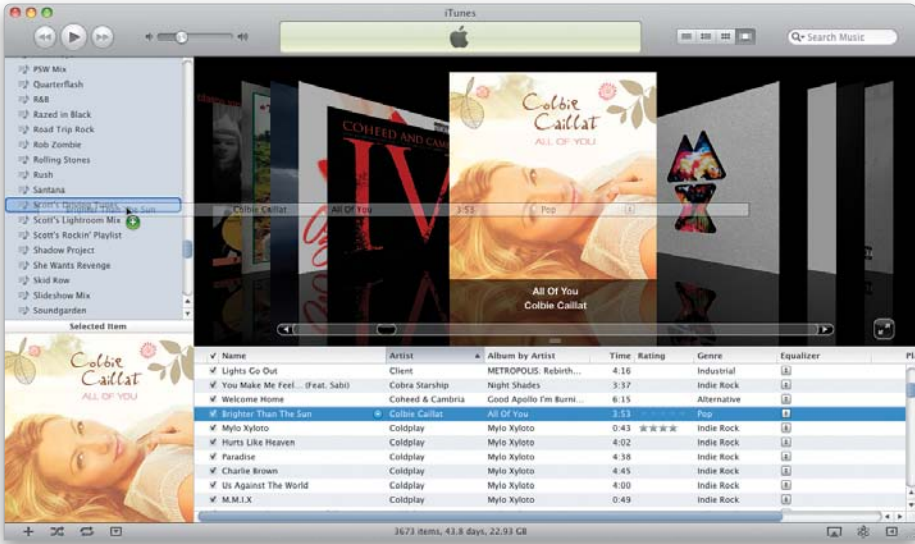 iTunes
Search Music
PSW Mix
Quarterflash
R&B
Razed in Black
Road Trip Rock
Rob Zombie
Rolling Stones
Rush
Santana
Scott's Driving Tunes
Brighter Than The Sun Colbie Caillat All Of You 3:53 Pop
Scott's Lightroom Mix
Scott's Rockin' Playlist
Shadow Project
She Wants Revenge
Skid Row
Slideshow Mix
Soundgarden
COHEED AND CAMB
IV
Colbie
Caillat
ALL OF YOU
All Of You
Colbie Caillat
Selected Item
Colbie
Caillat
ALL OF YOU
Name Artist Album by Artist Time Rating Genre Equalizer Pl
Lights Go Out Client METROPOLIS: Rebirth... 4:16 Industrial
You Make Me Feel... (Feat. Sabi) Cobra Starship Night Shades 3:37 Indie Rock
Welcome Home Coheed & Cambria Good Apollo I'm Burni... 6:15 Alternative
Brighter Than The Sun Colbie Caillat All Of You 3:53 Pop
Mylo Xyloto Coldplay Mylo Xyloto 0:43 ★★★★ Indie Rock
Hurts Like Heaven Coldplay Mylo Xyloto 4:02 Indie Rock
Paradise Coldplay Mylo Xyloto 4:38 Indie Rock
Charlie Brown Coldplay Mylo Xyloto 4:45 Indie Rock
Us Against The World Coldplay Mylo Xyloto 4:00 Indie Rock
M.M.I.X Coldplay Mylo Xyloto 0:49 Indie Rock
3673 items, 43.8 days, 22.93 GB